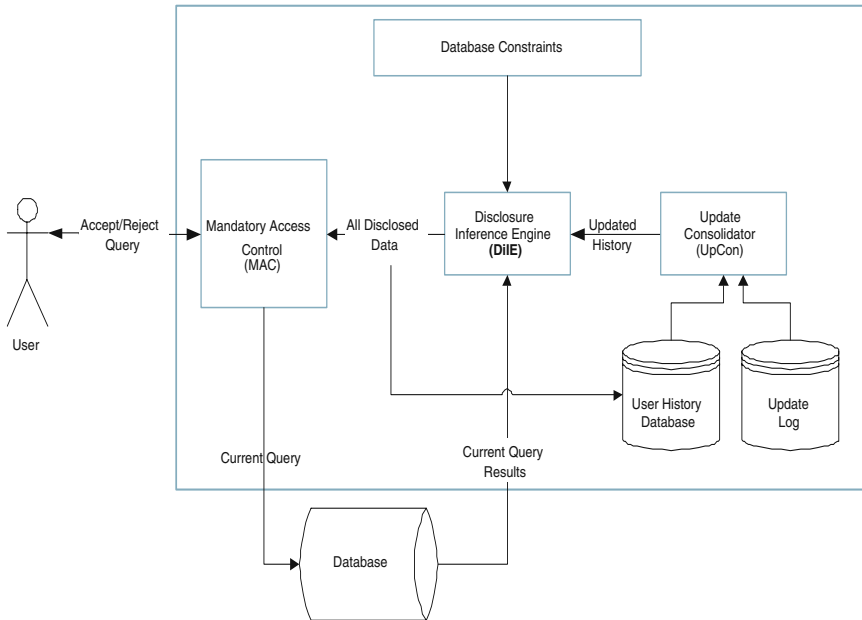 Database Constraints
Accept/Reject
Query
Mandatory Access
Control
(MAC)
All Disclosed
Data
Disclosure
Inference Engine
(DiIE)
Updated
History
Update
Consolidator
(UpCon)
User
User History
Database
Update
Log
Current Query
Current Query
Results
Database